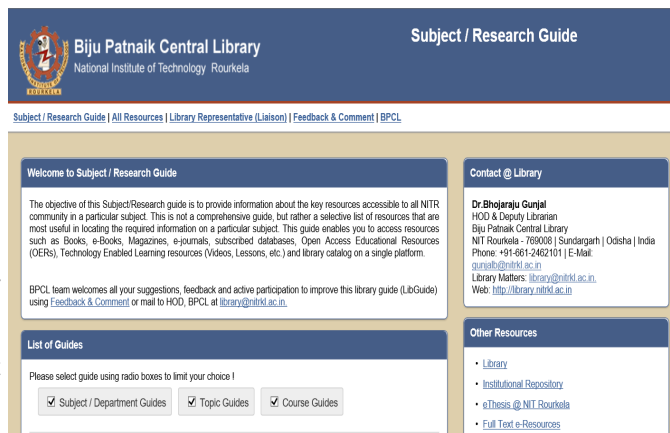 Biju Patnaik Central Library
National Institute of Technology Rourkela
Subject / Research Guide
ROURKELA
Subject / Research Guide | All Resources | Library Representative (Liaison) | Feedback & Comment | BPCL
Welcome to Subject / Research Guide
The objective of this Subject/Research guide is to provide information about the key resources accessible to all NITR
community in a particular subject. This is not a comprehensive guide, but rather a selective list of resources that are
most useful in locating the required information on a particular subject. This guide enables you to access resources
such as Books, e-Books, Magazines, e-journals, subscribed databases, Open Access Educational Resources
(OERs), Technology Enabled Learning resources (Videos, Lessons, etc.) and library catalog on a single platform.
BPCL team welcomes all your suggestions, feedback and active participation to improve this library guide (LibGuide)
using Feedback & Comment or mail to HOD, BPCL at library@nitrkl.ac.in.
List of Guides
Please select guide using radio boxes to limit your choice !
Subject / Department Guides
Topic Guides
Course Guides
Contact @ Library
Dr.Bhojaraju Gunjal
HOD & Deputy Librarian
Biju Patnaik Central Library
NIT Rourkela - 769008 | Sundargarh | Odisha | India
Phone: +91-661-2462101 | E-Mail:
gunjalb@nitrkl.ac.in
Library Matters: library@nitrkl.ac.in.
Web: http://library.nitrkl.ac.in
Other Resources
• Library
• Institutional Repository
• eThesis @ NIT Rourkela
• Full Text e-Resources